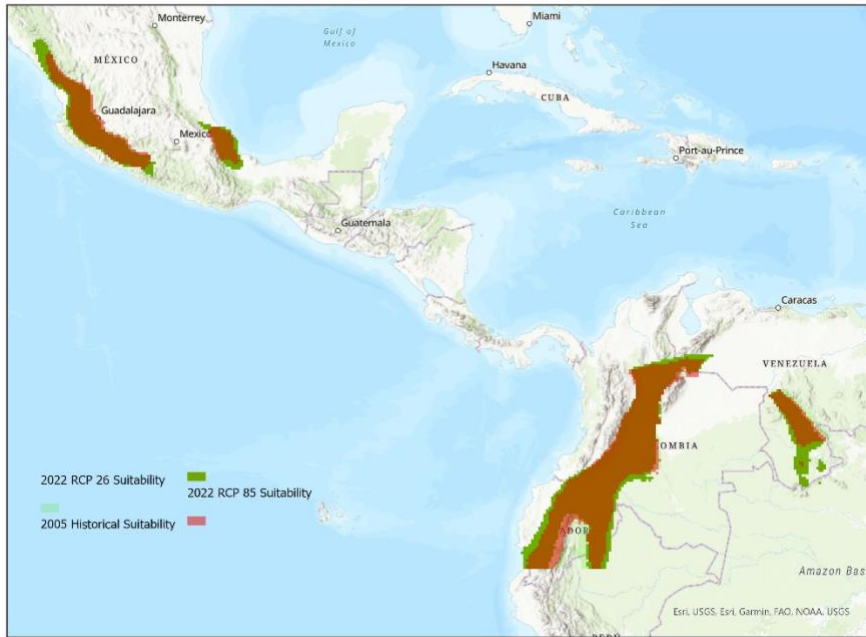 Monterrey
Miami
Gulf of
Mexico
MÉXICO
Havana
CUBA
Guadalajara
Mexico
Port-au-Prince
Guatemala
Caribbean
Sea
Caracas
VENEZUELA
OMBIA
2022 RCP 26 Suitability
2022 RCP 85 Suitability
2005 Historical Suitability
ADOR
Amazon Bas
Esri, USGS, Esri, Garmin, FAO, NOAA, USGS
PERÚ